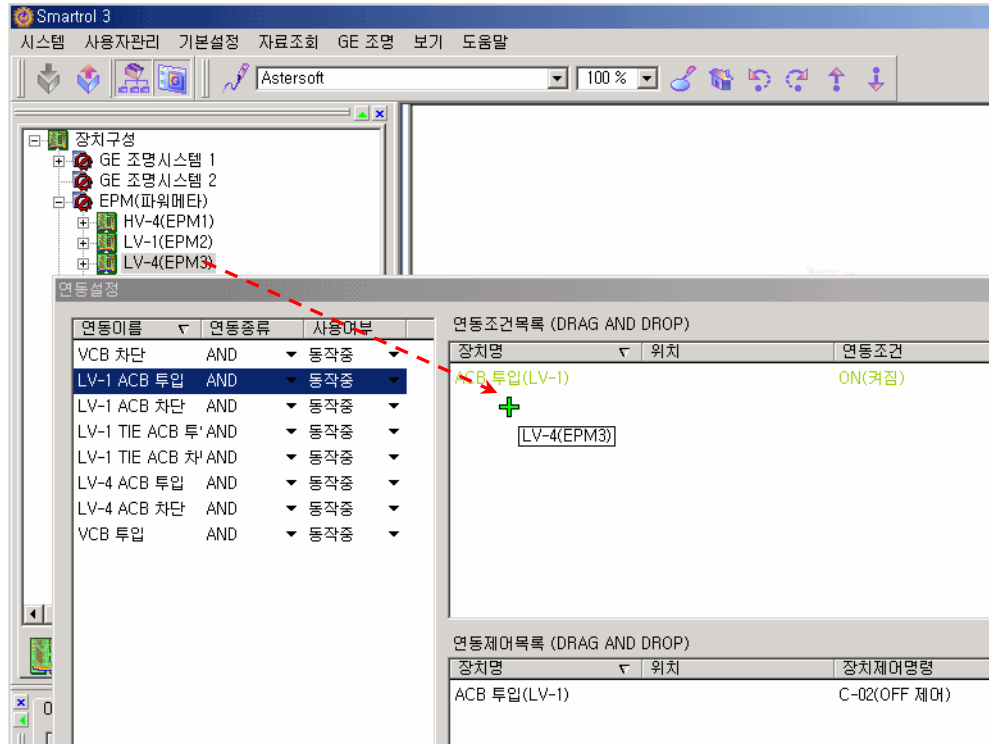 Smartrol 3
시스템 사용자관리 기본설정 자료조회 GE 조명 보기 도움말
Astersoft 100 %
장치구성
GE 조명시스템 1
GE 조명시스템 2
EPM(파워메타)
HV-4(EPM1)
LV-1(EPM2)
LV-4(EPM3)
연동설정
연동이름 연동종류 사용여부
VCB 차단 AND 동작중
LV-1 ACB 투입 AND 동작중
LV-1 ACB 차단 AND 동작중
LV-1 TIE ACB AND 동작중
LV-1 TIE ACB AND 동작중
LV-4 ACB 투입 AND 동작중
LV-4 ACB 차단 AND 동작중
VCB 투입 AND 동작중
연동조건목록 (DRAG AND DROP)
장치명 위치 연동조건
ACB 투입(LV-1) ON(켜짐)
LV-4(EPM3)
연동제어목록 (DRAG AND DROP)
장치명 위치 장치제어명령
ACB 투입(LV-1) C-02(OFF 제어)